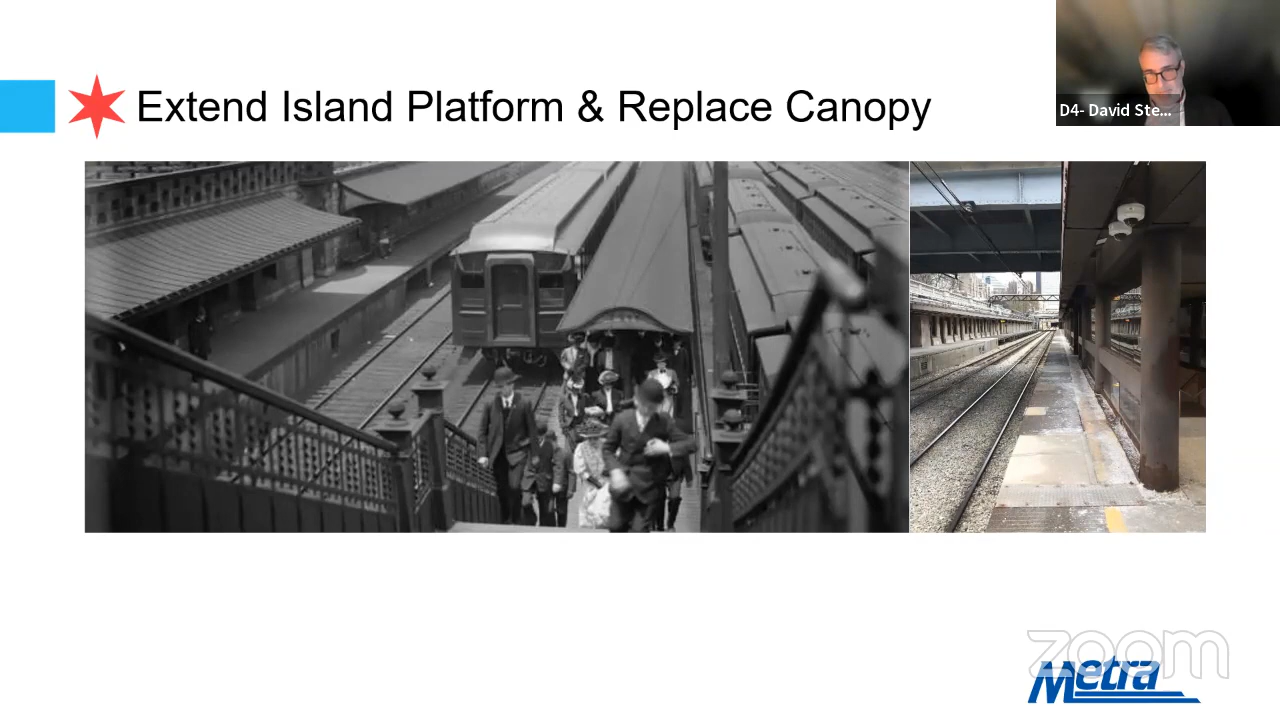 Extend Island Platform & Replace Canopy
D4- David Ste...
zoom
Metra